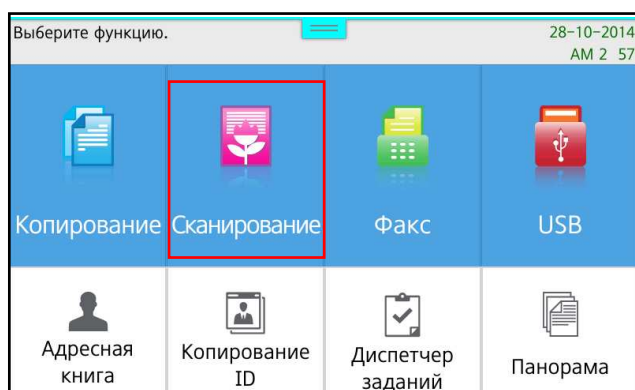 Выберите функцию.
28-10-2014
AM 2 57
Копирование
Сканирование
Факс
USB
Адресная
книга
Копирование
ID
Диспетчер
заданий
Панорама